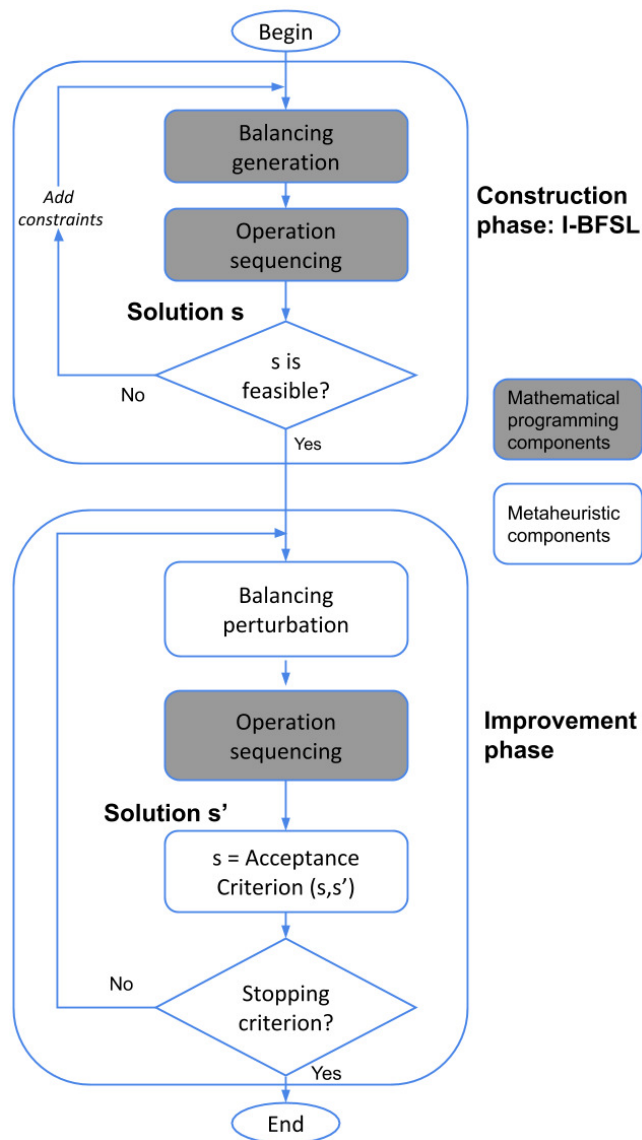 Begin
Balancing
generation
Add
constraints
Operation
sequencing
Construction
phase: I-BFSL
Solution s
s is
feasible?
No
Yes
Mathematical
programming
components
Metaheuristic
components
Balancing
perturbation
Operation
sequencing
Improvement
phase
Solution s’
s = Acceptance
Criterion (s,s’)
No
Stopping
criterion?
Yes
End